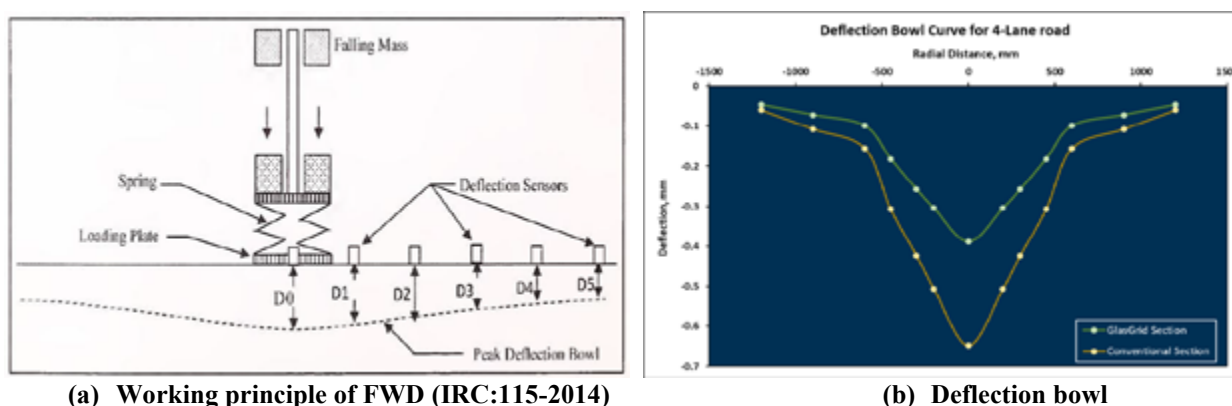 Falling Mass
Spring
Deflection Sensors
Loading Plate
D0
D1
D2
D3
D4
D5
Peak Deflection Bowl
(a) Working principle of FWD (IRC:115-2014)
Deflection Bowl Curve for 4-Lane road
Radial Distance, mm
-1500 -1000 -500 0 500 1000 150
0
-0.1
-0.2
-0.3
-0.4
-0.5
-0.6
-0.7
Deflection, mm
GlasGrid Section
Conventional Section
(b) Deflection bowl